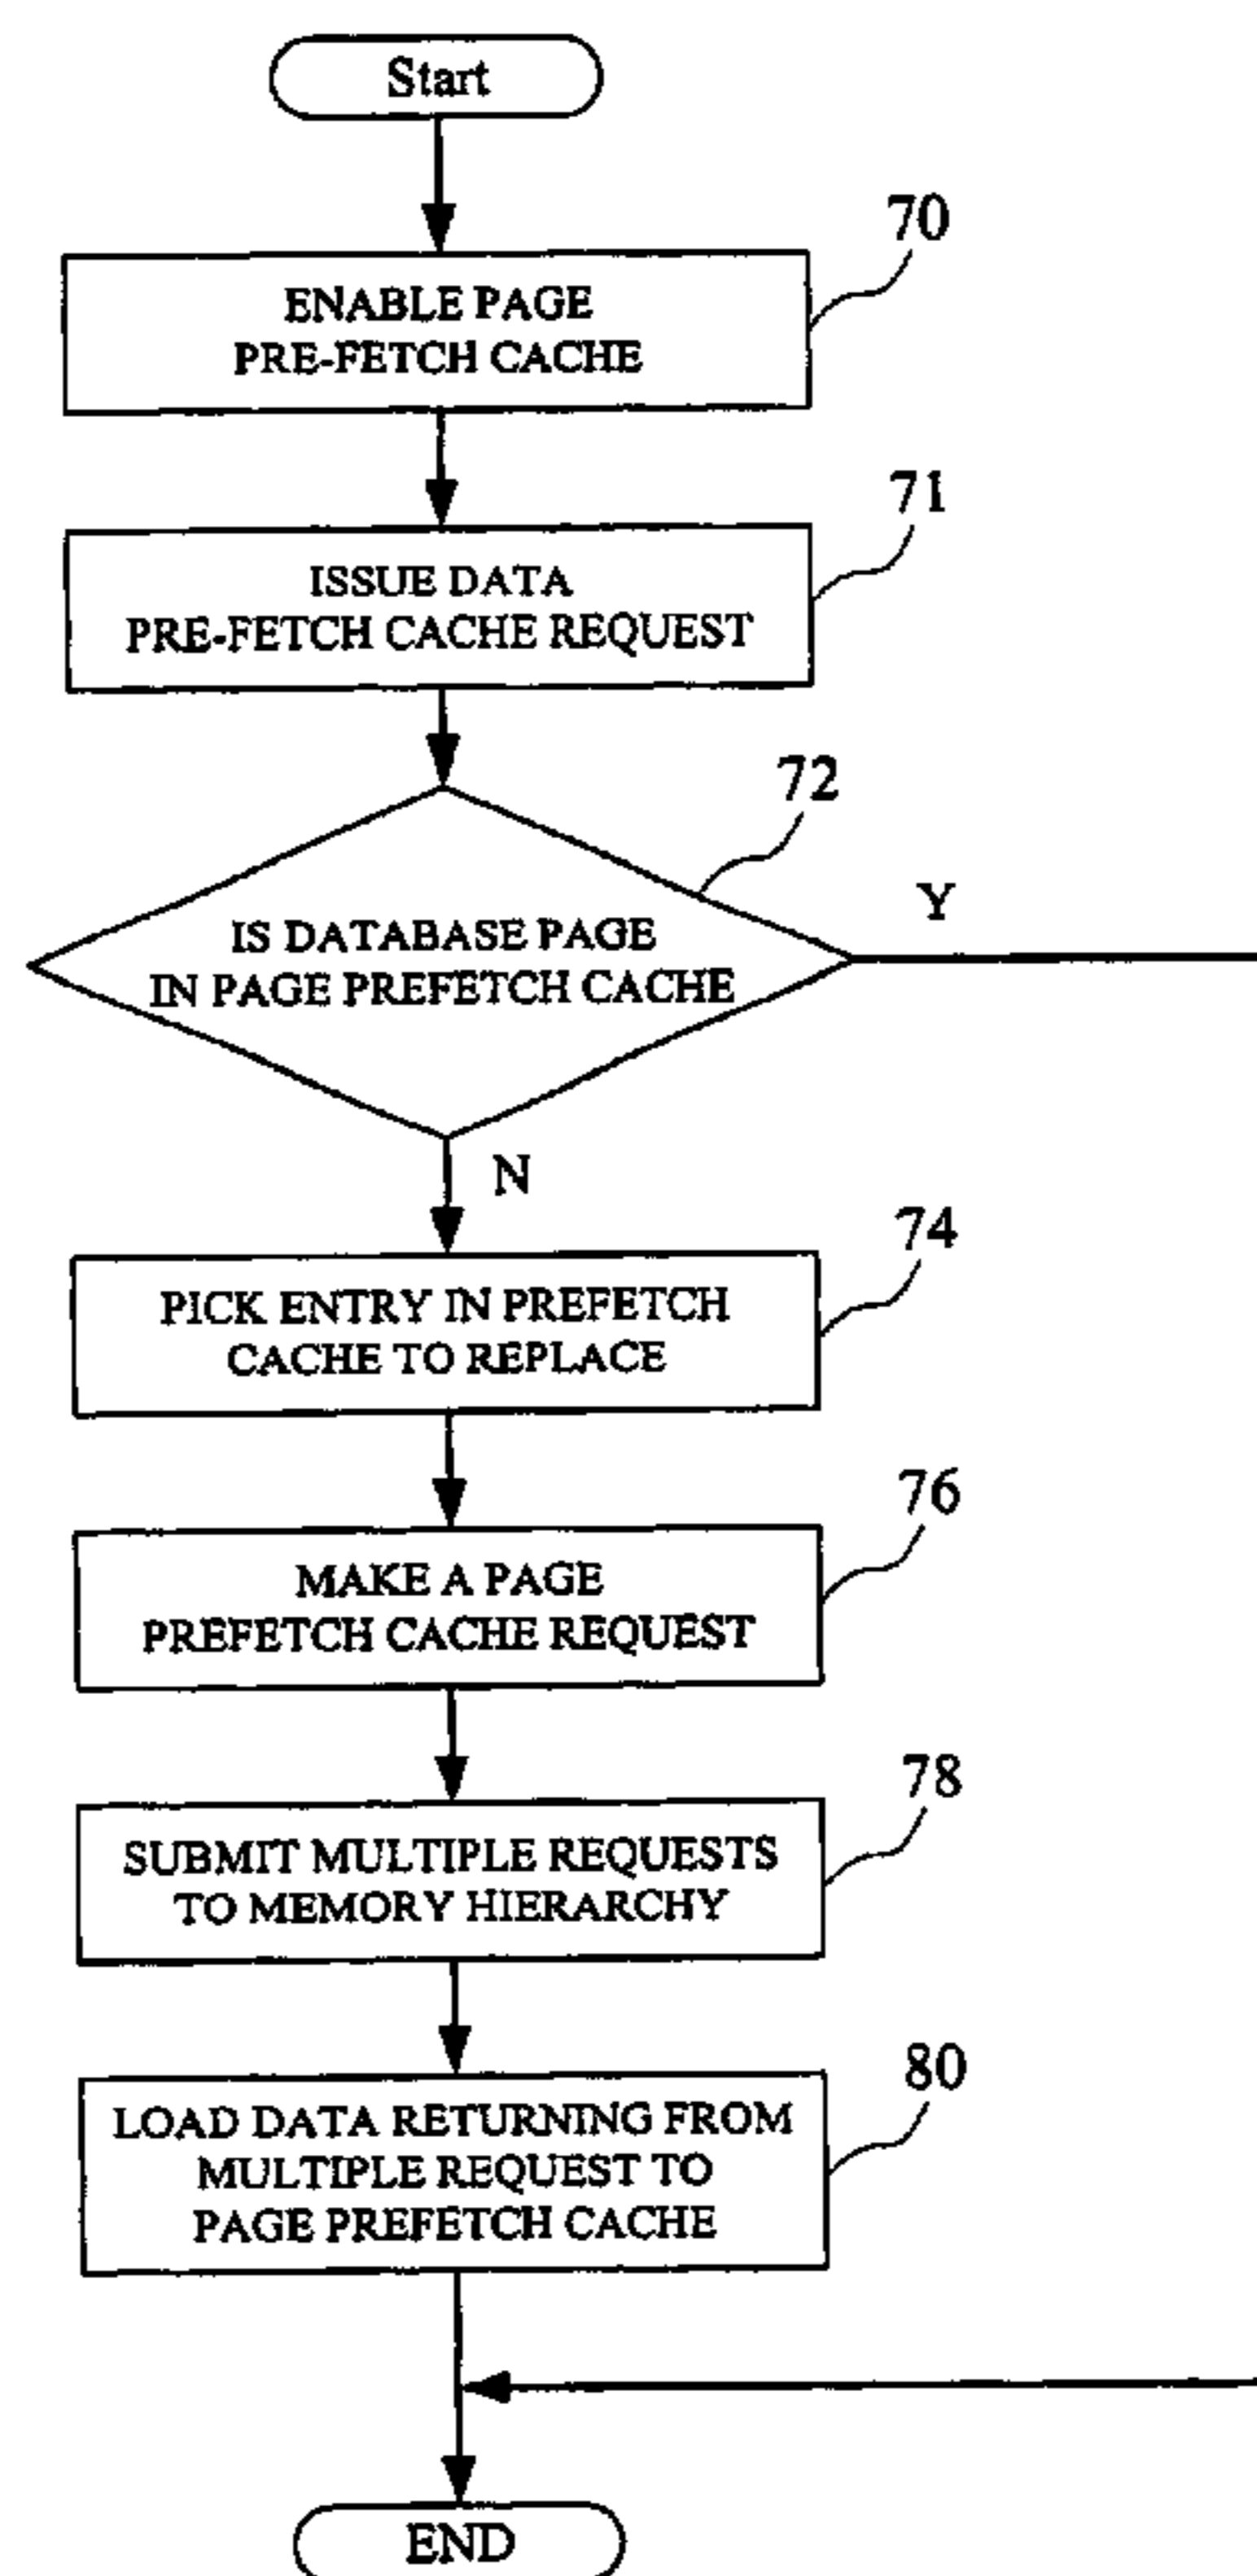 Start
70
ENABLE PAGE
PRE-FETCH CACHE
71
ISSUE DATA
PRE-FETCH CACHE REQUEST
72
Y
IS DATABASE PAGE
IN PAGE PREFETCH CACHE
N
74
PICK ENTRY IN PREFETCH
CACHE TO REPLACE
76
MAKE A PAGE
PREFETCH CACHE REQUEST
78
SUBMIT MULTIPLE REQUESTS
TO MEMORY HIERARCHY
80
LOAD DATA RETURNING FROM
MULTIPLE REQUEST TO
PAGE PREFETCH CACHE
END